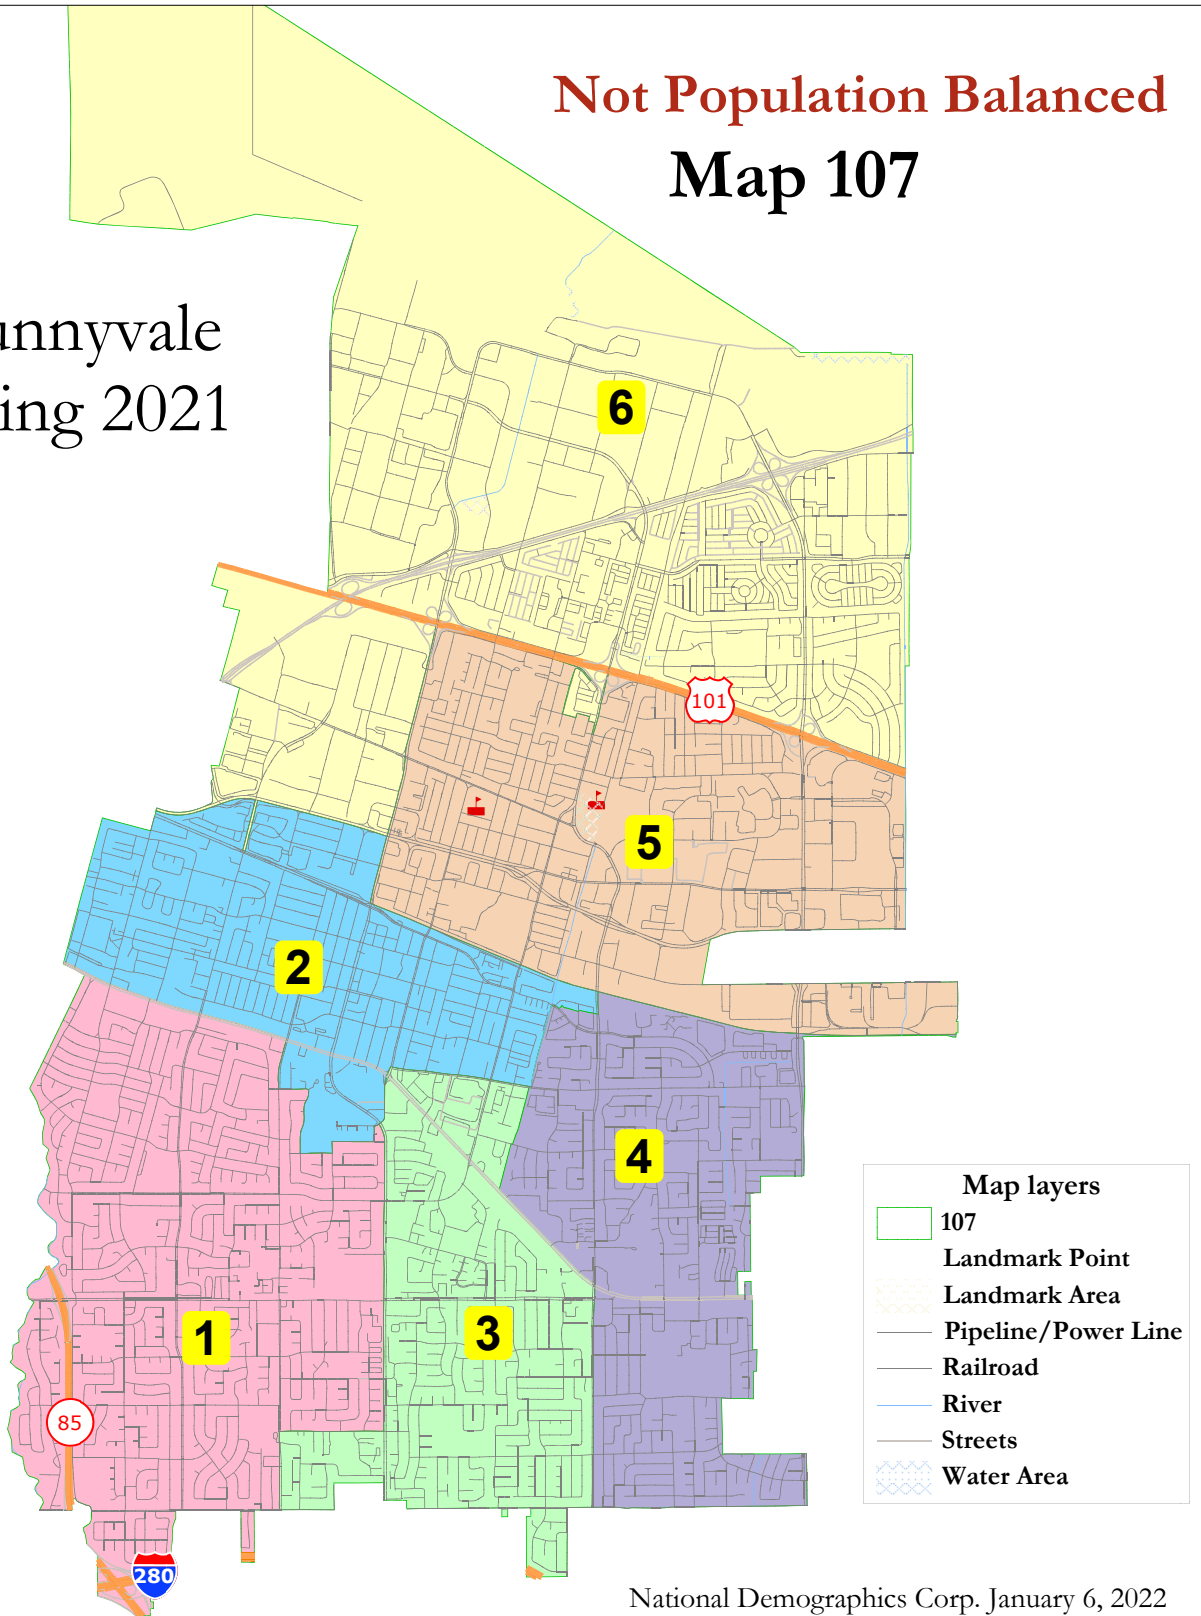 Not Population Balanced
Map 107
unnyvale
ing 2021
6
101
5
2
4
1
3
85
280
Map layers
107
Landmark Point
Landmark Area
Pipeline/Power Line
Railroad
River
Streets
Water Area
National Demographics Corp. January 6, 2022